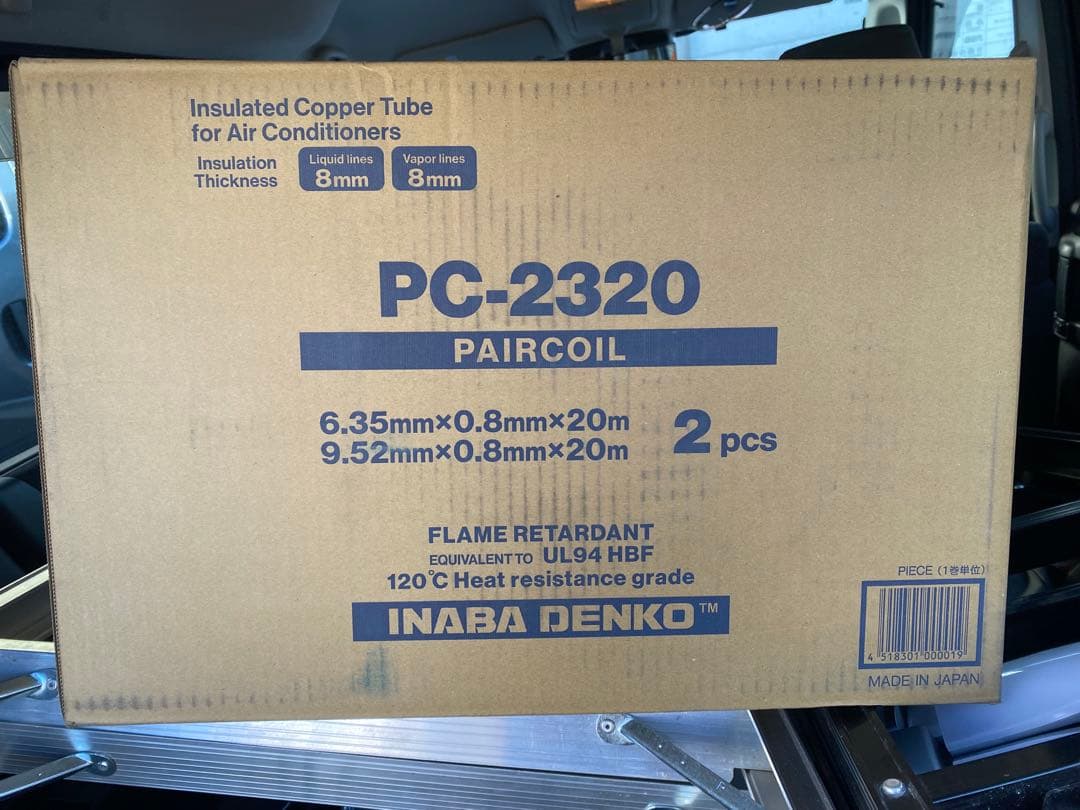 Insulated Copper Tube
for Air Conditioners
Insulation
Thickness
Liquid lines
8mm
Vapor lines
8mm
PC-2320
PAIRCOIL
6.35mm×0.8mm×20m
9.52mm×0.8mm×20m
2 pcs
FLAME RETARDANT
EQUIVALENT TO UL94 HBF
120℃ Heat resistance grade
INABA DENKO™
PIECE (1巻単位)
4 518301 000019
MADE IN JAPAN